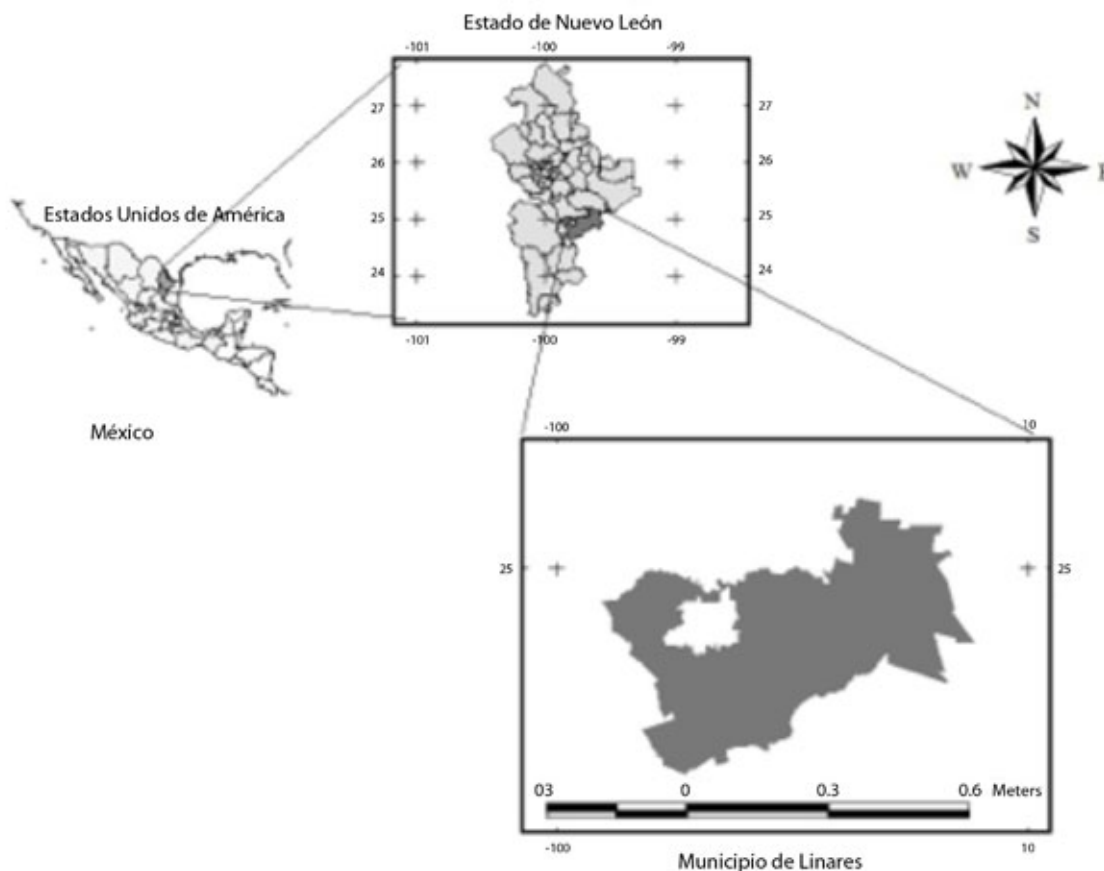 Estado de Nuevo León
-101 -100 -99
27 27
26 26
25 25
24 24
-101 -100 -99
N
W E
S
Estados Unidos de América
México
-100 10
25 25
03 0 0.3 0.6 Meters
-100 10
Municipio de Linares